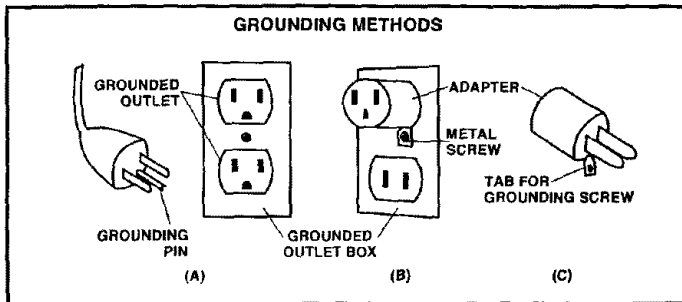 GROUNDING METHODS
GROUNDED
OUTLET
GROUNDING
PIN
GROUNDED
OUTLET BOX
ADAPTER
METAL
SCREW
TAB FOR
GROUNDING SCREW
(A)
(B)
(C)